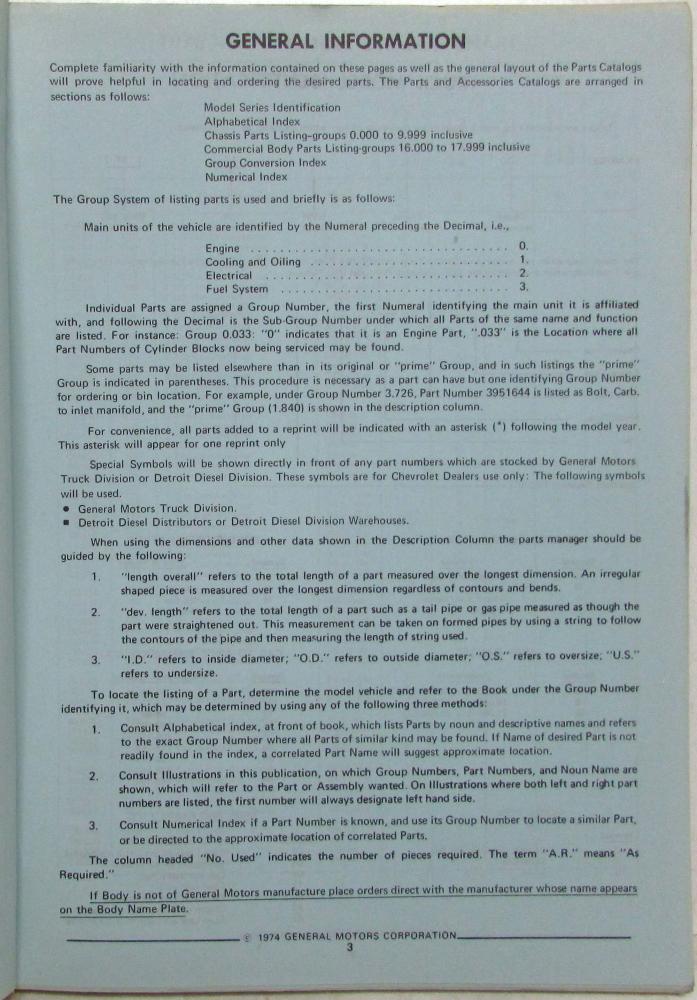 GENERAL INFORMATION
Complete familiarity with the information contained on these pages as well as the general layout of the Parts Catalogs
will prove helpful in locating and ordering the desired parts. The Parts and Accessories Catalogs are arranged in
sections as follows:
Model Series Identification
Alphabetical Index
Chassis Parts Listing-groups 0.000 to 9.999 inclusive
Commercial Body Parts Listing-groups 16.000 to 17.999 inclusive
Group Conversion Index
Numerical Index
The Group System of listing parts is used and briefly is as follows:
Main units of the vehicle are identified by the Numeral preceding the Decimal, i.e.,
Engine . . . . . . . . . . . . . . . . . . . . . . . . . . . . . . . . . . 0.
Cooling and Oiling . . . . . . . . . . . . . . . . . . . . . . . . . . . 1.
Electrical . . . . . . . . . . . . . . . . . . . . . . . . . . . . . . . . 2.
Fuel System . . . . . . . . . . . . . . . . . . . . . . . . . . . . . . 3.
Individual Parts are assigned a Group Number, the first Numeral identifying the main unit it is affiliated
with, and following the Decimal is the Sub-Group Number under which all Parts of the same name and function
are listed. For instance: Group 0.033: "0" indicates that it is an Engine Part, ".033" is the Location where all
Part Numbers of Cylinder Blocks now being serviced may be found.
Some parts may be listed elsewhere than in its original or "prime" Group, and in such listings the "prime"
Group is indicated in parentheses. This procedure is necessary as a part can have but one identifying Group Number
for ordering or bin location. For example, under Group Number 3.726, Part Number 3951644 is listed as Bolt, Carb.
to inlet manifold, and the "prime" Group (1.840) is shown in the description column.
For convenience, all parts added to a reprint will be indicated with an asterisk (*) following the model year.
This asterisk will appear for one reprint only
Special Symbols will be shown directly in front of any part numbers which are stocked by General Motors
Truck Division or Detroit Diesel Division. These symbols are for Chevrolet Dealers use only: The following symbols
will be used.
● General Motors Truck Division.
■ Detroit Diesel Distributors or Detroit Diesel Division Warehouses.
When using the dimensions and other data shown in the Description Column the parts manager should be
guided by the following:
1. "length overall" refers to the total length of a part measured over the longest dimension. An irregular
shaped piece is measured over the longest dimension regardless of contours and bends.
2. "dev. length" refers to the total length of a part such as a tail pipe or gas pipe measured as though the
part were straightened out. This measurement can be taken on formed pipes by using a string to follow
the contours of the pipe and then measuring the length of string used.
3. "I.D." refers to inside diameter; "O.D." refers to outside diameter; "O.S." refers to oversize; "U.S."
refers to undersize.
To locate the listing of a Part, determine the model vehicle and refer to the Book under the Group Number
identifying it, which may be determined by using any of the following three methods:
1. Consult Alphabetical index, at front of book, which lists Parts by noun and descriptive names and refers
to the exact Group Number where all Parts of similar kind may be found. If Name of desired Part is not
readily found in the index, a correlated Part Name will suggest approximate location.
2. Consult Illustrations in this publication, on which Group Numbers, Part Numbers, and Noun Name are
shown, which will refer to the Part or Assembly wanted. On Illustrations where both left and right part
numbers are listed, the first number will always designate left hand side.
3. Consult Numerical Index if a Part Number is known, and use its Group Number to locate a similar Part,
or be directed to the approximate location of correlated Parts.
The column headed "No. Used" indicates the number of pieces required. The term "A.R." means "As
Required."
If Body is not of General Motors manufacture place orders direct with the manufacturer whose name appears
on the Body Name Plate.
© 1974 GENERAL MOTORS CORPORATION
3